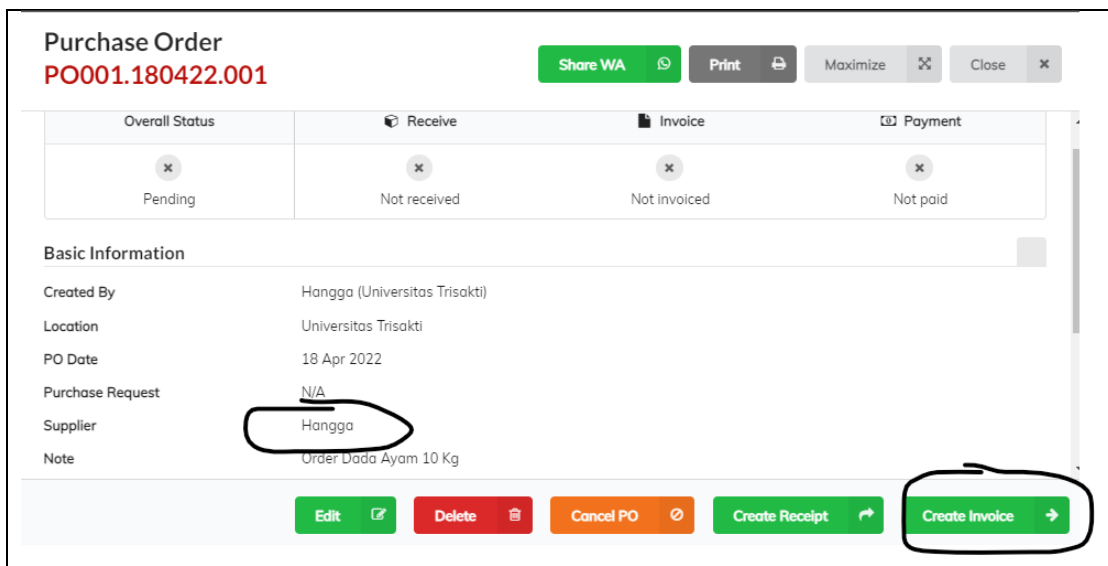 Purchase Order
PO001.180422.001
Share WA
Print
Maximize
Close
Overall Status Receive Invoice Payment
Pending Not received Not invoiced Not paid
Basic Information
Created By Hangga (Universitas Trisakti)
Location Universitas Trisakti
PO Date 18 Apr 2022
Purchase Request N/A
Supplier Hangga
Note Order Dada Ayam 10 Kg
Edit
Delete
Cancel PO
Create Receipt
Create Invoice